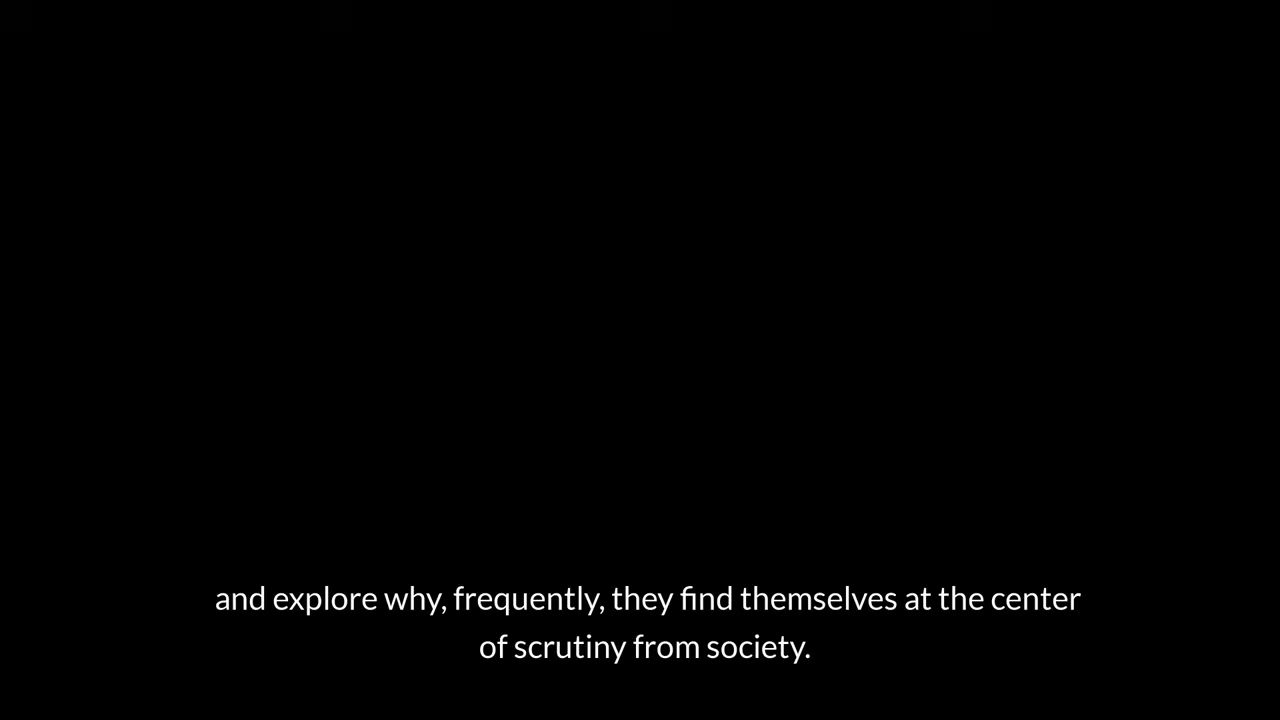 and explore why, frequently, they find themselves at the center
of scrutiny from society.